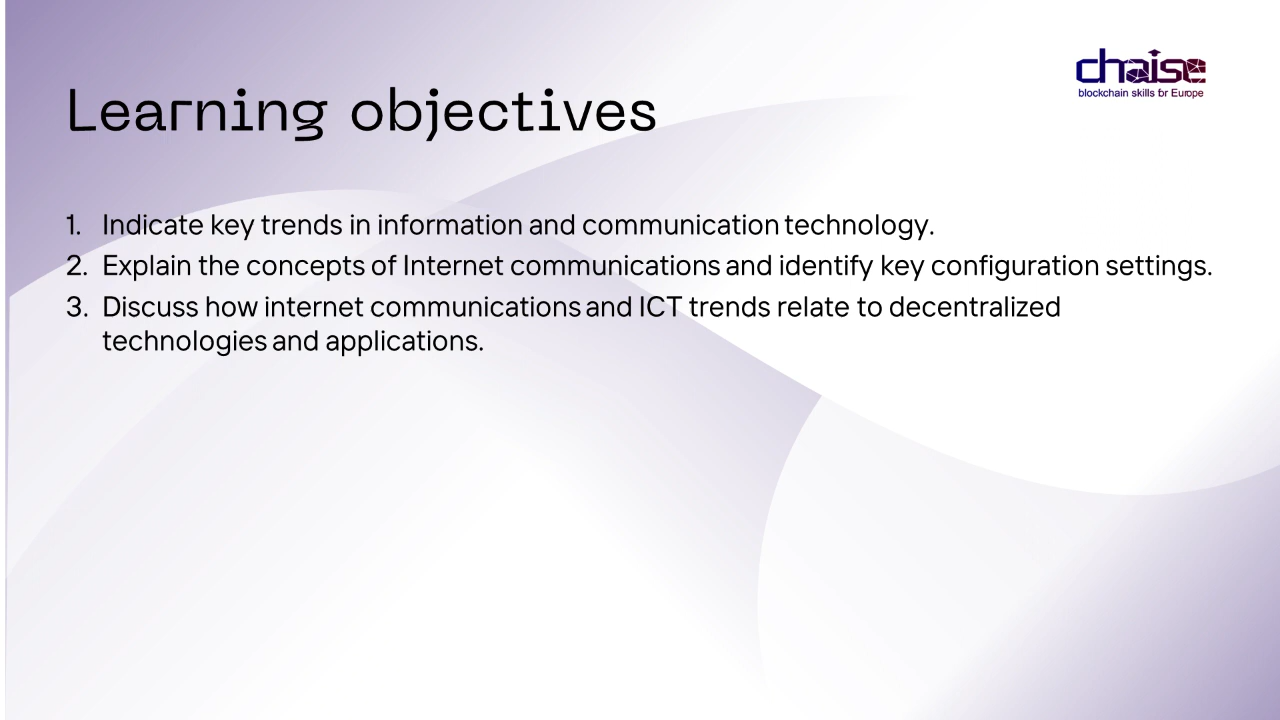 chaise
blockchain skills for Europe
Learning objectives
1. Indicate key trends in information and communication technology.
2. Explain the concepts of Internet communications and identify key configuration settings.
3. Discuss how internet communications and ICT trends relate to decentralized
technologies and applications.